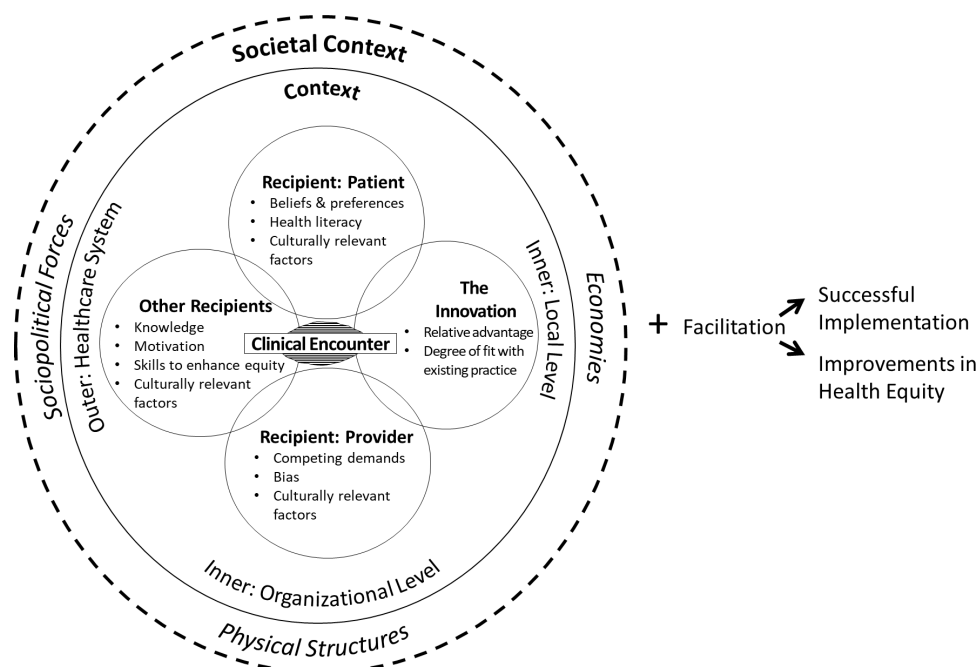 Societal Context
Context
Sociopolitical Forces
Outer: Healthcare System
Recipient: Patient
• Beliefs & preferences
• Health literacy
• Culturally relevant
factors
Other Recipients
• Knowledge
• Motivation
• Skills to enhance equity
• Culturally relevant
factors
Clinical Encounter
The
Innovation
• Relative advantage
• Degree of fit with
existing practice
Recipient: Provider
• Competing demands
• Bias
• Culturally relevant
factors
Inner: Local Level
Economies
Inner: Organizational Level
Physical Structures
+ Facilitation
Successful
Implementation
Improvements in
Health Equity